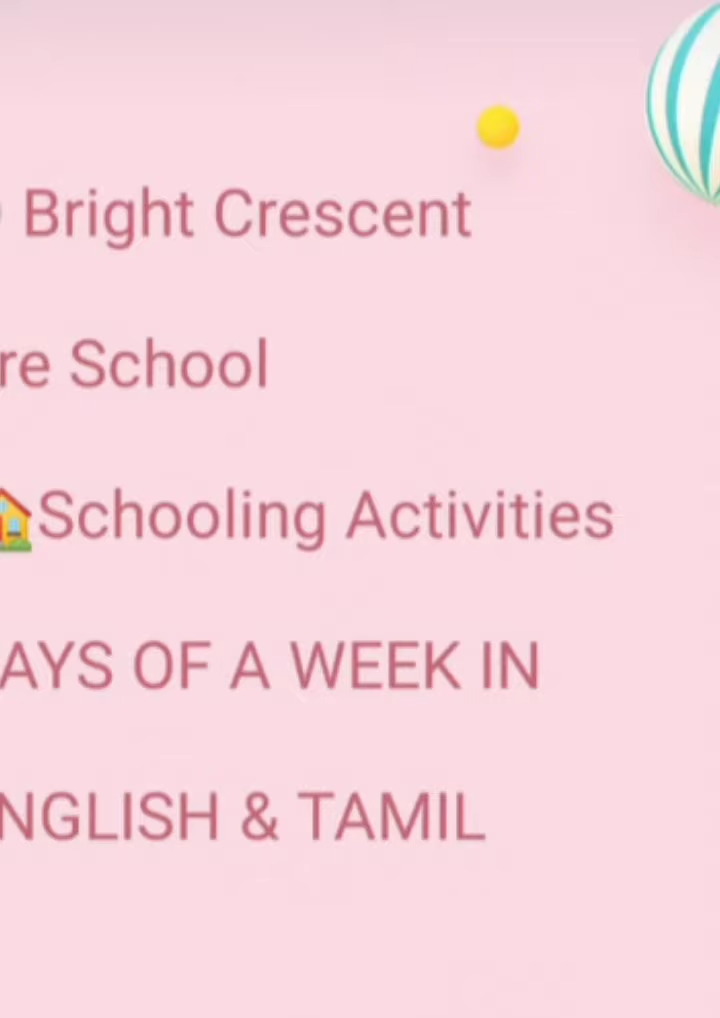 Bright Crescent
re School
🏠Schooling Activities
AYS OF A WEEK IN
NGLISH & TAMIL